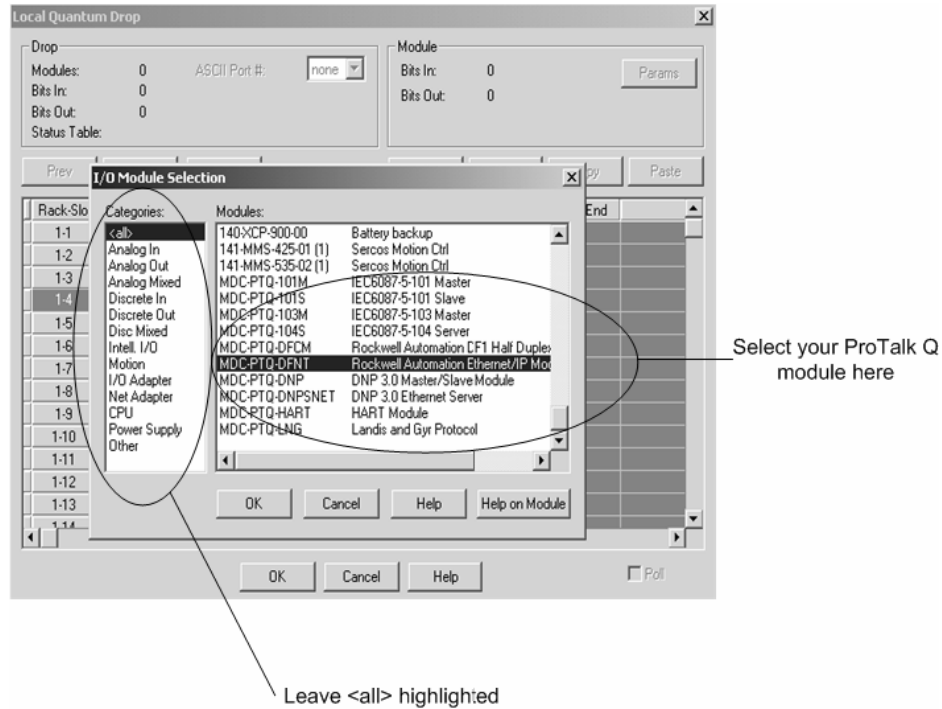 Local Quantum Drop
Drop
Modules: 0 ASCII Port #: none
Bits In: 0
Bits Out: 0
Status Table:
Module
Bits In: 0
Bits Out: 0
Params
Prev
py
Paste
Rack-Slo
End
1-1
1-2
1-3
1-4
1-5
1-6
1-7
1-8
1-9
1-10
1-11
1-12
1-13
1-14
I/O Module Selection
Categories:
<all>
Analog In
Analog Out
Analog Mixed
Discrete In
Discrete Out
Disc Mixed
Intell. I/O
Motion
I/O Adapter
Net Adapter
CPU
Power Supply
Other
Modules:
140-XCP-900-00 Battery backup
141-MMS-425-01 (1) Sercos Motion Ctrl
141-MMS-535-02 (1) Sercos Motion Ctrl
MDC-PTQ-101M IEC6087-5-101 Master
MDC-PTQ-101S IEC6087-5-101 Slave
MDC-PTQ-103M IEC6087-5-103 Master
MDC-PTQ-104S IEC6087-5-104 Server
MDC-PTQ-DFCM Rockwell Automation DF1 Half Duplex
MDC-PTQ-DFNT Rockwell Automation Ethernet/IP Mod
MDC-PTQ-DNP DNP 3.0 Master/Slave Module
MDC-PTQ-DNPSNET DNP 3.0 Ethernet Server
MDC-PTQ-HART HART Module
MDC-PTQ-LNG Landis and Gyr Protocol
OK Cancel Help Help on Module
OK Cancel Help
Poll
Select your ProTalk Q
module here
Leave <all> highlighted